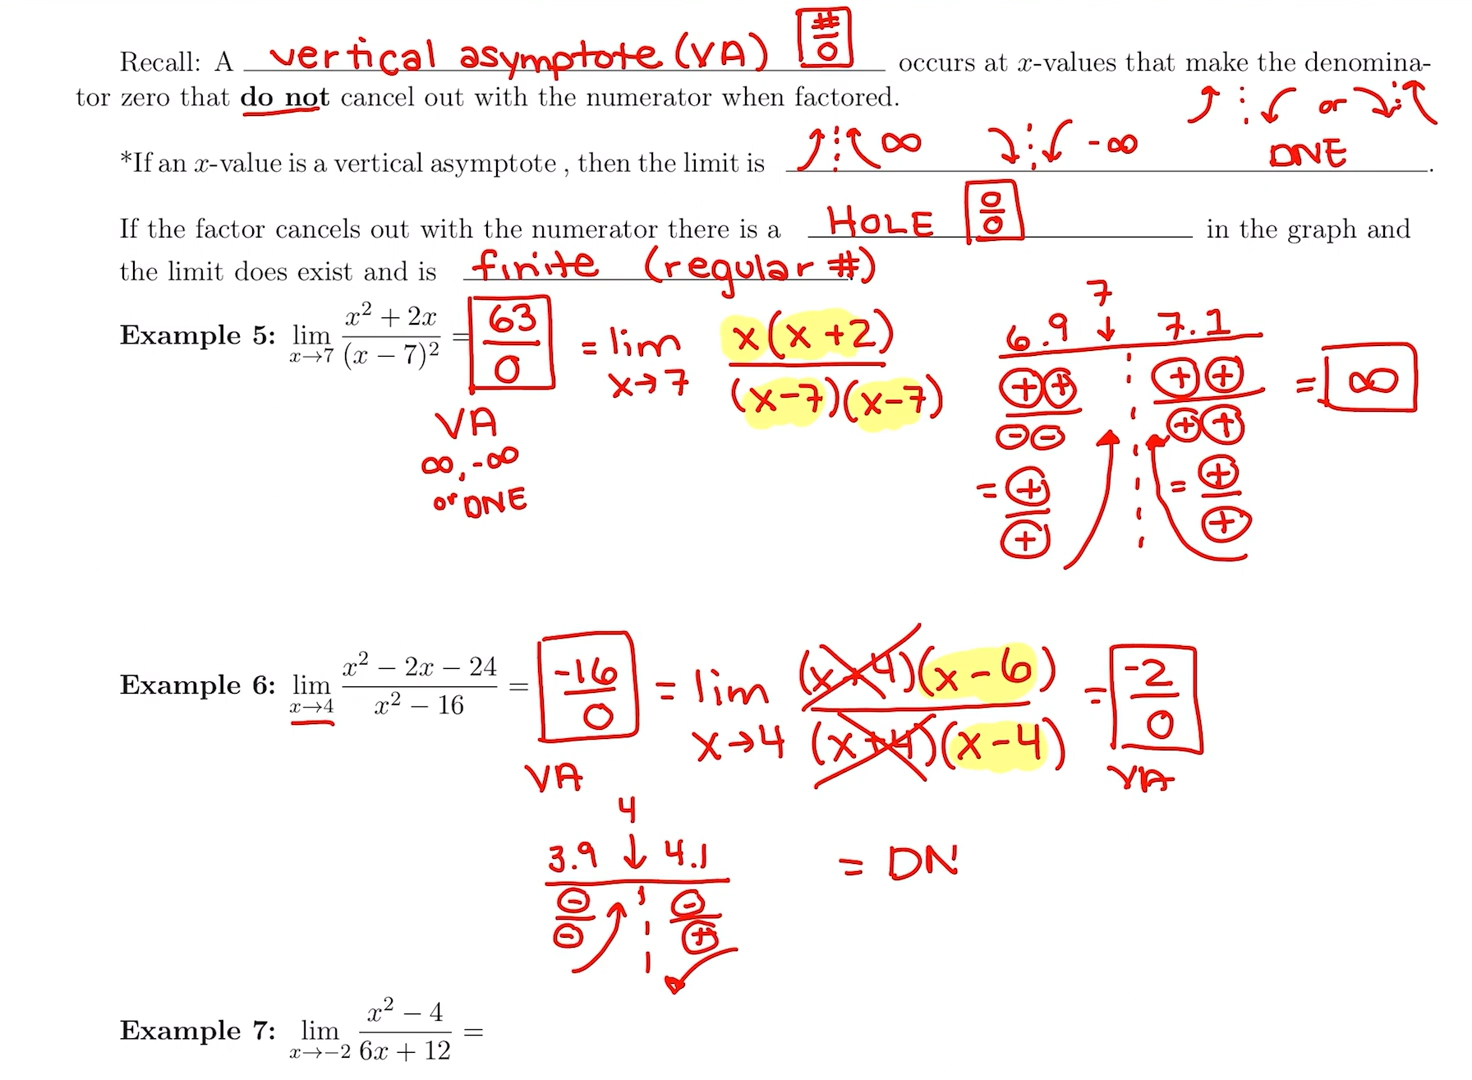 Recall: A vertical asymptote (VA) #/0 occurs at x-values that make the denomina-
tor zero that do not cancel out with the numerator when factored.
or
*If an x-value is a vertical asymptote , then the limit is ∞ -∞ DNE.
If the factor cancels out with the numerator there is a HOLE 0/0 in the graph and
the limit does exist and is finite (regular #)
Example 5: lim x→7 (x² + 2x)/(x − 7)² = 63/0 = lim x→7 x(x+2)/((x-7)(x-7))
VA
∞, -∞
or DNE
7
6.9 ↓ 7.1
(+)(+)/(-)(-) (+)(+)/(+)(+) = ∞
= (+)/(+) = (+)/(+)
Example 6: lim x→4 (x² − 2x − 24)/(x² − 16) = -16/0 = lim x→4 ((x+4)(x-6))/((x+4)(x-4)) = -2/0
VA VA
4
3.9 ↓ 4.1 = DN
(-)/(-) (-)/(+)
Example 7: lim x→−2 (x² − 4)/(6x + 12) =